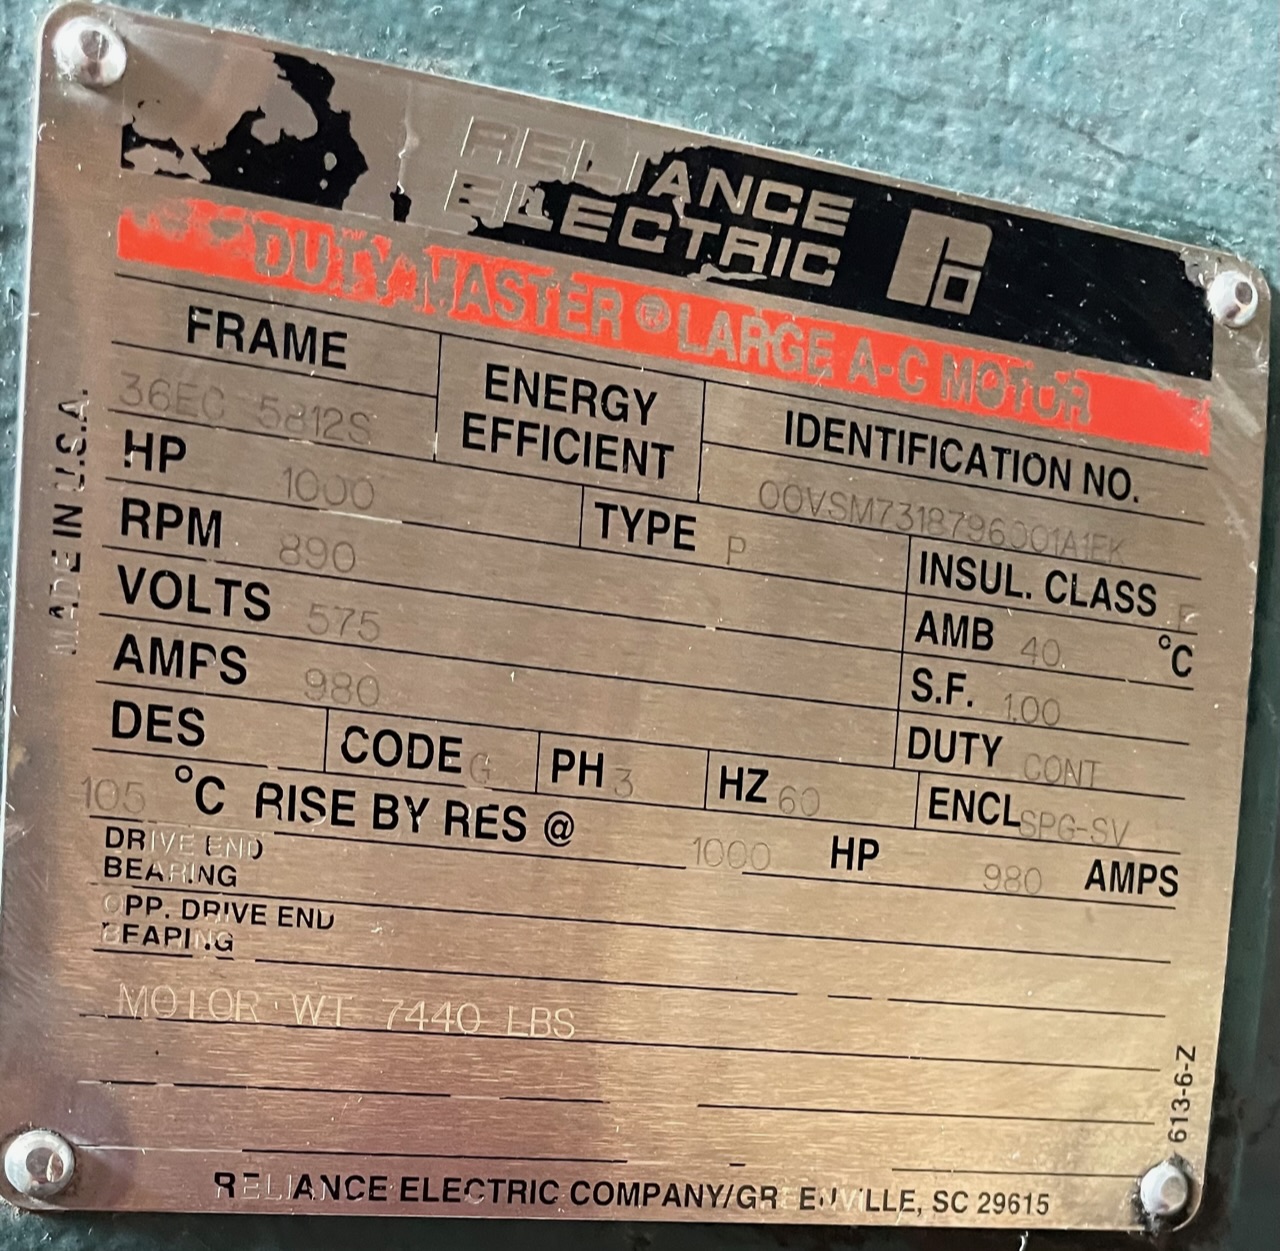 RELIANCE
ELECTRIC
DUTY MASTER ® LARGE A-C MOTOR
FRAME
36EC 5812S
ENERGY
EFFICIENT
IDENTIFICATION NO.
00VSM7318796001A1FK
HP 1000
TYPE P
INSUL. CLASS F
RPM 890
AMB 40 °C
VOLTS 575
S.F. 1.00
AMPS 980
DUTY CONT
DES
CODE G
PH 3
HZ 60
ENCL SPG-SV
105 °C RISE BY RES @ 1000 HP 980 AMPS
DRIVE END
BEARING
OPP. DRIVE END
BEARING
MOTOR WT 7440 LBS
RELIANCE ELECTRIC COMPANY/GREENVILLE, SC 29615
MADE IN U.S.A.
613-6-Z